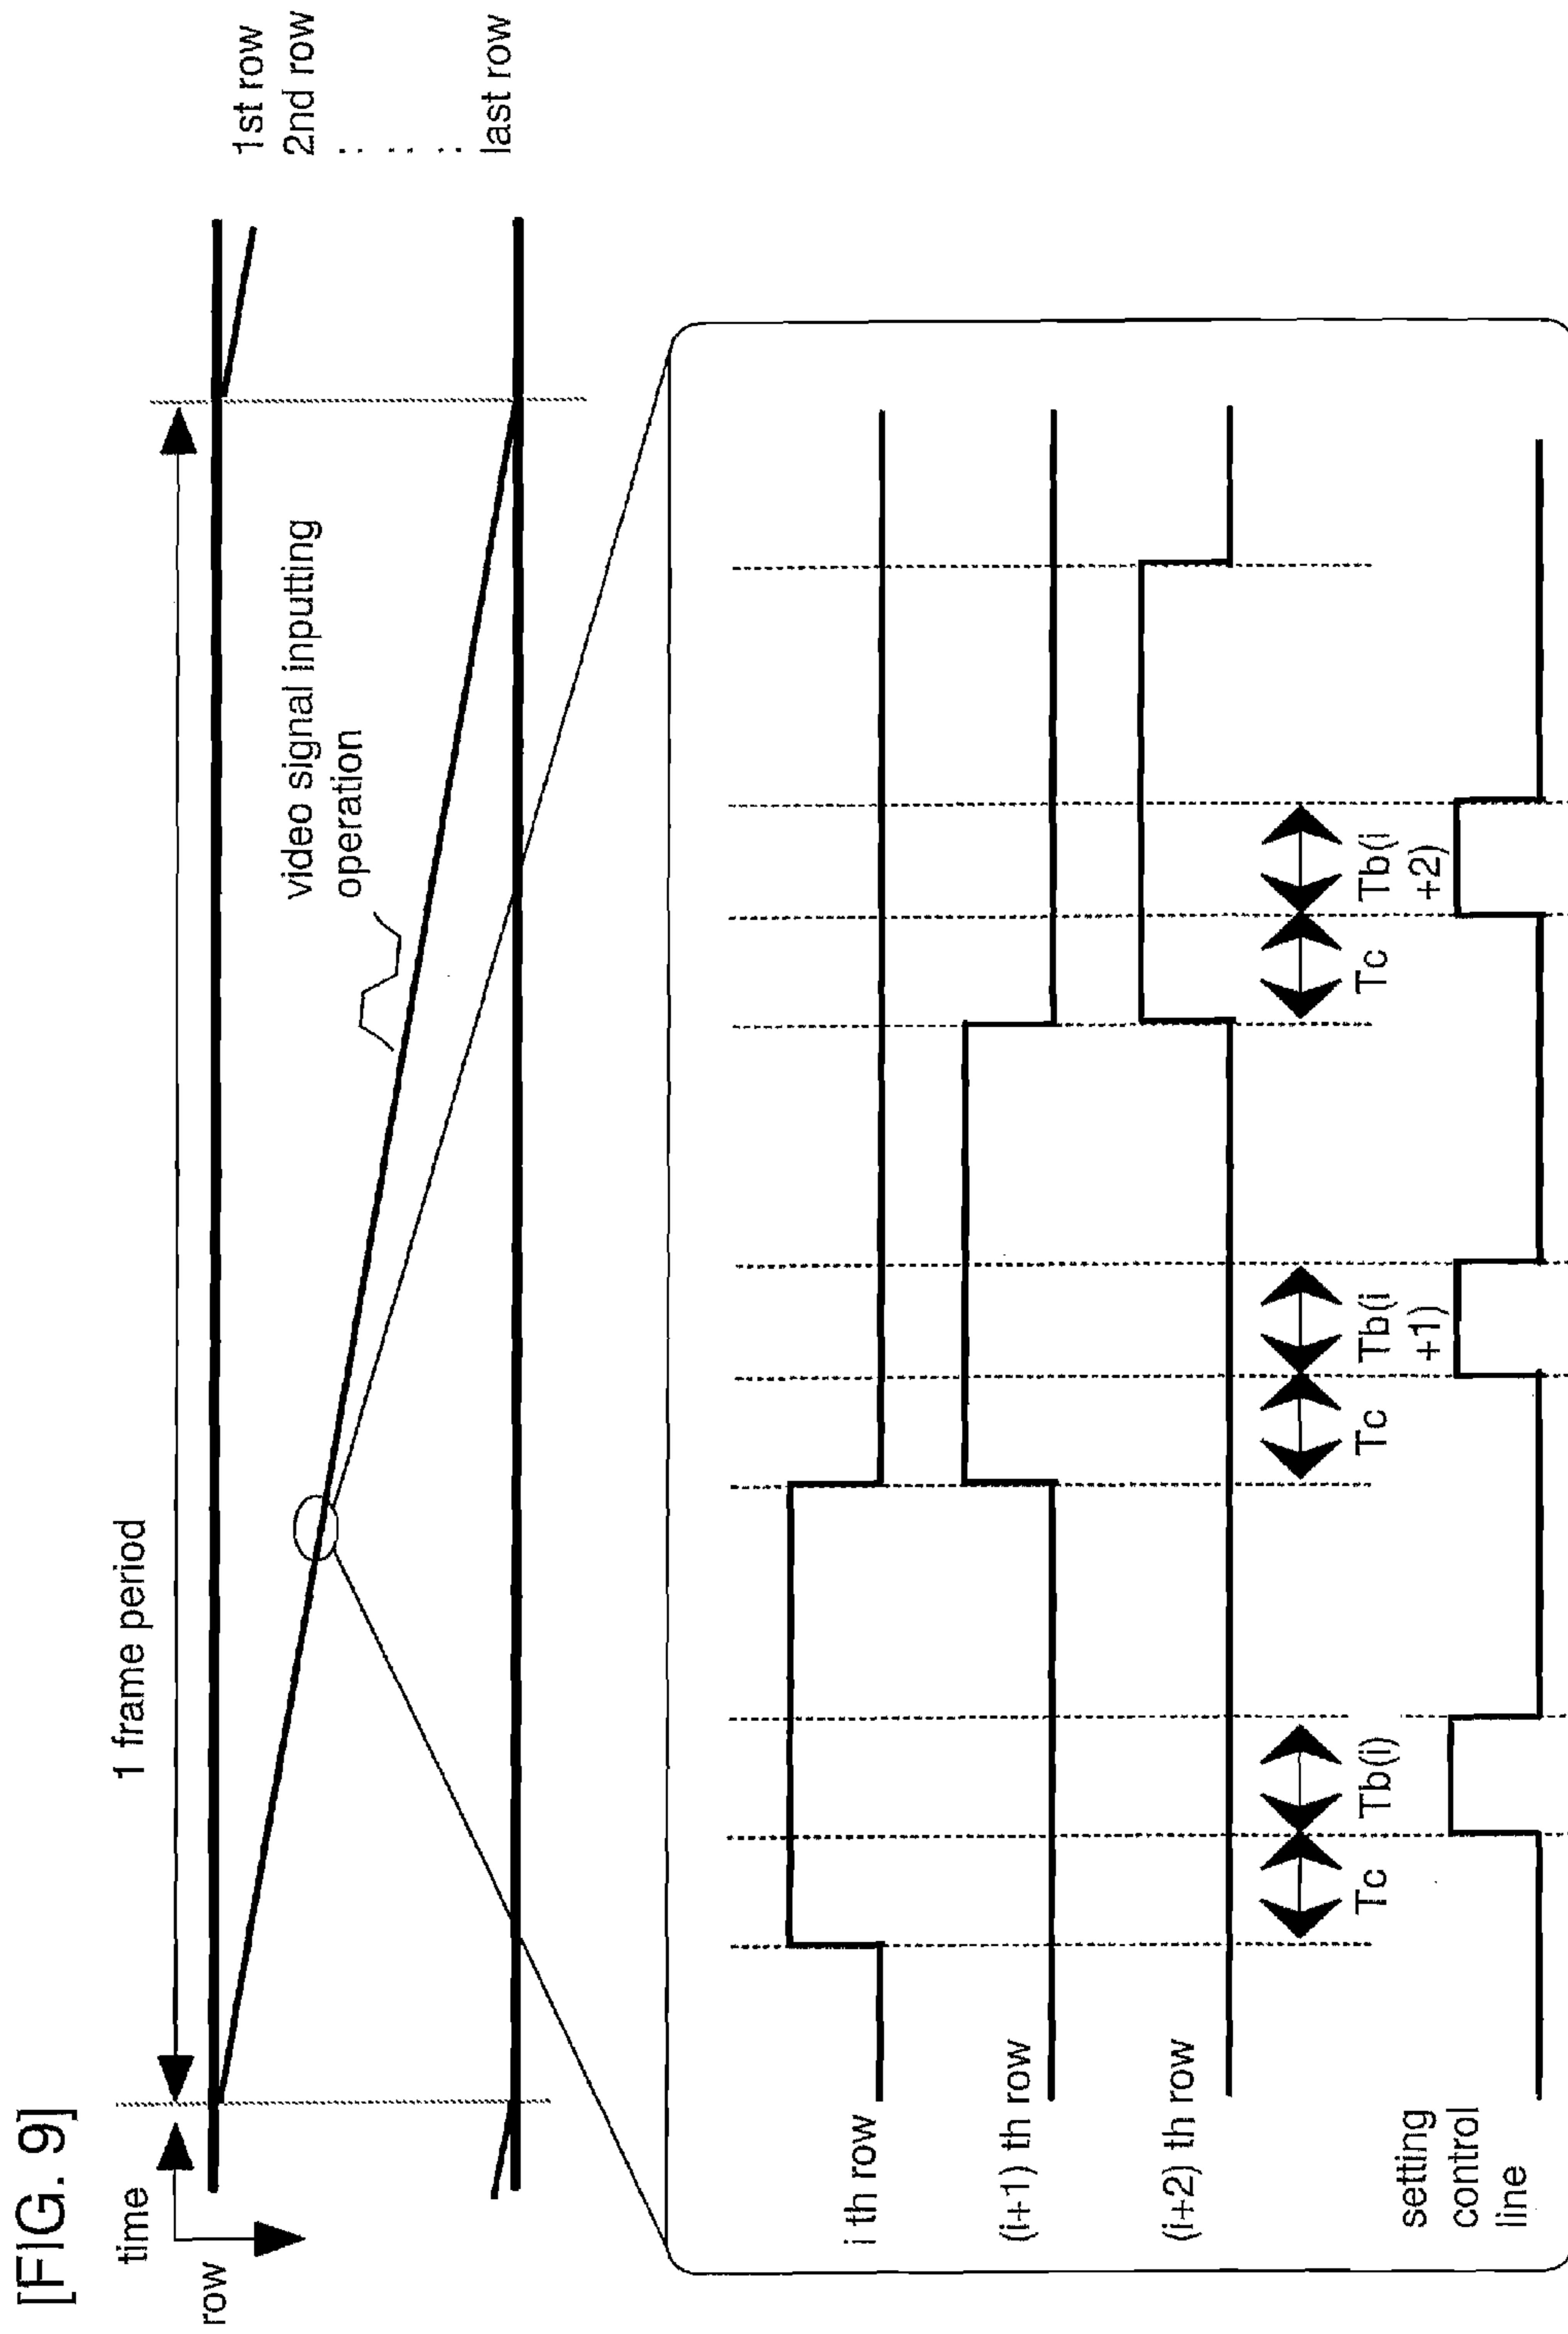 [FIG. 9]
time
row
1 frame period
video signal inputting
operation
1st row
2nd row
last row
i th row
(i+1) th row
(i+2) th row
Tc
Tb(i)
Tc
Tb(i
+1)
Tc
Tb(i
+2)
setting
control
line